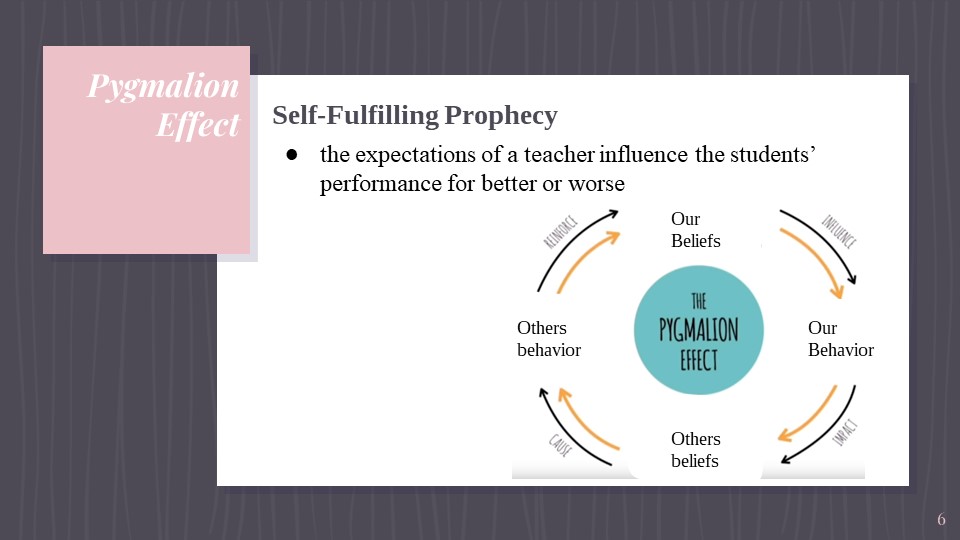 Pygmalion
Effect
Self-Fulfilling Prophecy
● the expectations of a teacher influence the students’
performance for better or worse
REINFORCE
Our
Beliefs
INFLUENCE
Others
behavior
THE
PYGMALION
EFFECT
Our
Behavior
CAUSE
Others
beliefs
IMPACT
6